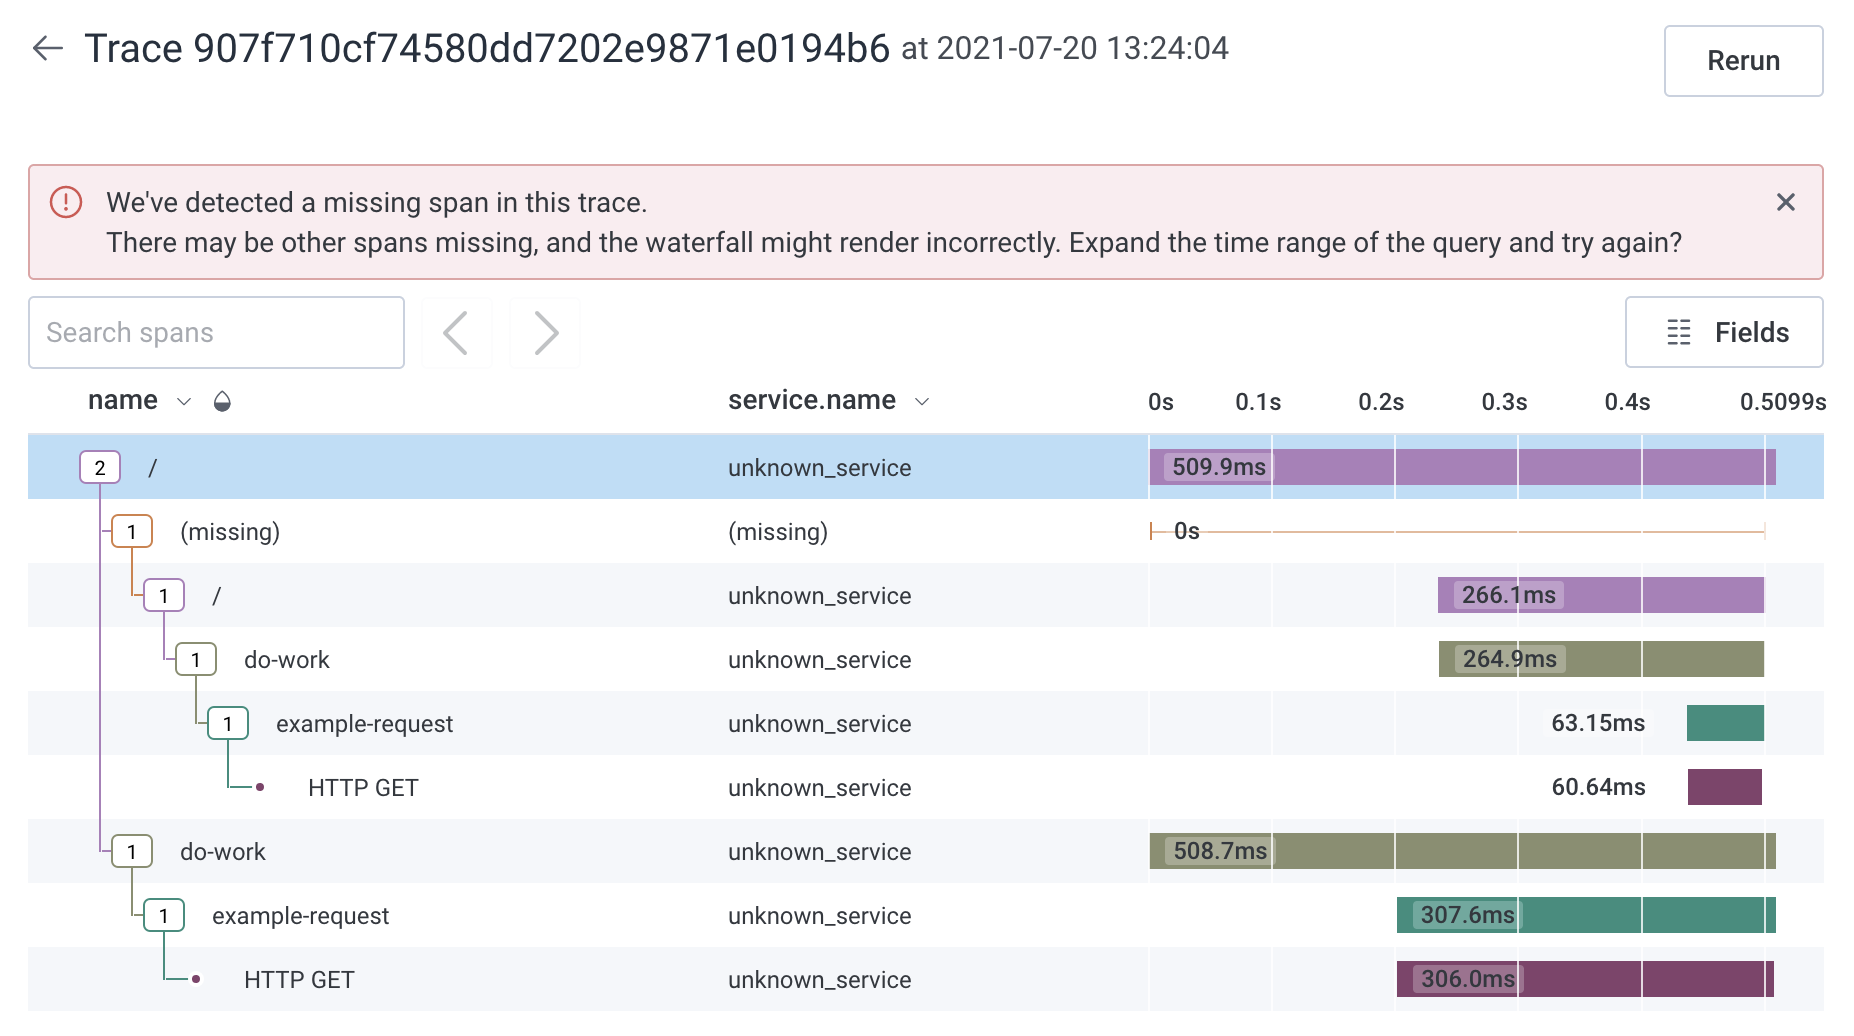 Trace 907f710cf74580dd7202e9871e0194b6 at 2021-07-20 13:24:04
Rerun
We've detected a missing span in this trace.
There may be other spans missing, and the waterfall might render incorrectly. Expand the time range of the query and try again?
Search spans
Fields
name service.name 0s 0.1s 0.2s 0.3s 0.4s 0.5099s
2 / unknown_service 509.9ms
1 (missing) (missing) 0s
1 / unknown_service 266.1ms
1 do-work unknown_service 264.9ms
1 example-request unknown_service 63.15ms
HTTP GET unknown_service 60.64ms
1 do-work unknown_service 508.7ms
1 example-request unknown_service 307.6ms
HTTP GET unknown_service 306.0ms